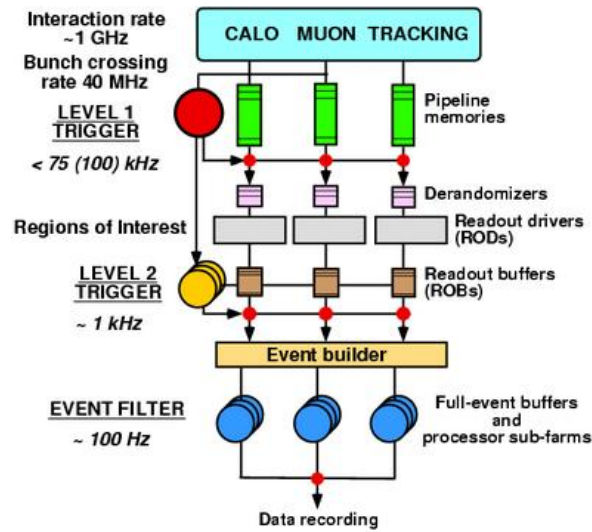 Interaction rate
~1 GHz
CALO MUON TRACKING
Bunch crossing
rate 40 MHz
LEVEL 1
TRIGGER
Pipeline
memories
< 75 (100) kHz
Derandomizers
Regions of Interest
Readout drivers
(RODs)
LEVEL 2
TRIGGER
Readout buffers
(ROBs)
~ 1 kHz
Event builder
EVENT FILTER
~ 100 Hz
Full-event buffers
and
processor sub-farms
Data recording